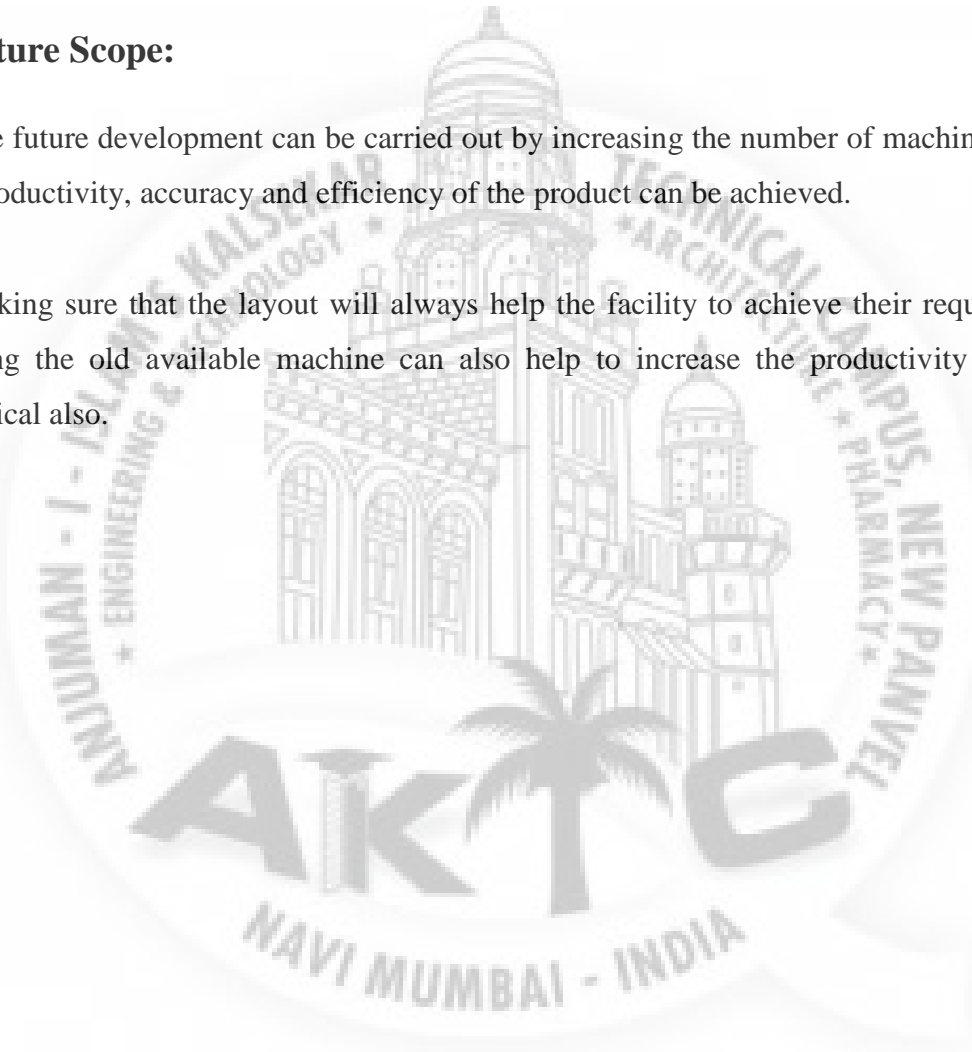 ture Scope:
e future development can be carried out by increasing the number of machin
oductivity, accuracy and efficiency of the product can be achieved.
king sure that the layout will always help the facility to achieve their requ
ng the old available machine can also help to increase the productivity
ical also.
ANJUMAN - I - ISLAM'S KALSEKAR TECHNICAL CAMPUS, NEW PANVEL
* ENGINEERING & TECHNOLOGY * *ARCHITECTURE * PHARMACY*
AKTC
NAVI MUMBAI - INDIA